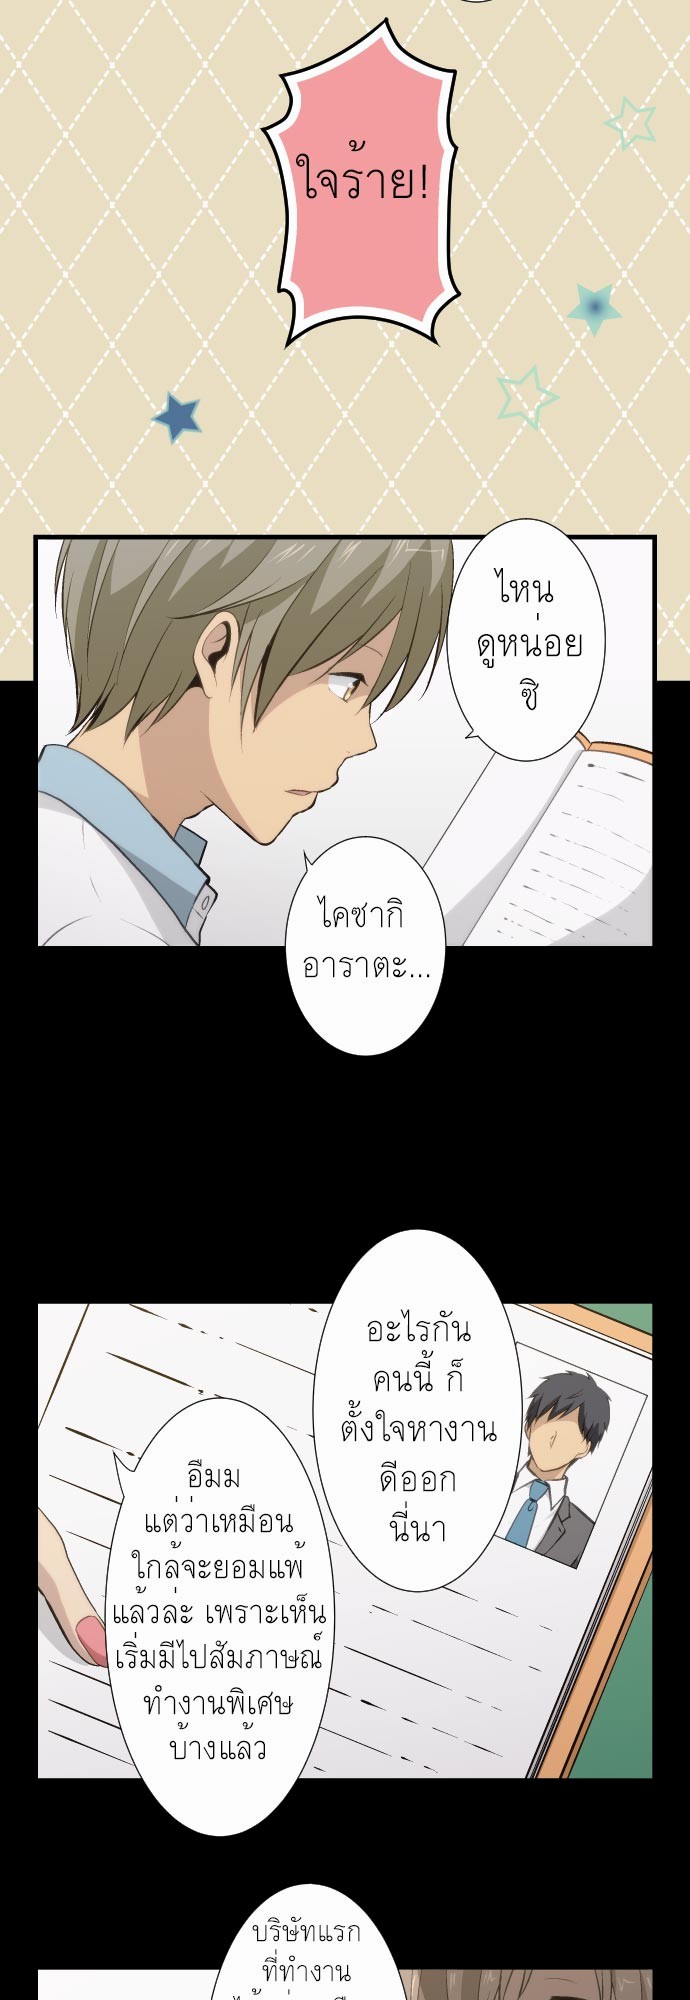 ใจร้าย!
ไหน
ดูหน่อย
ซิ
ไคซากิ
อาราตะ...
อะไรกัน
คนนี้ ก็
ตั้งใจหางาน
ดีออก
นี่นา
อืมม
แต่ว่าเหมือน
ใกล้จะยอมแพ้
แล้วล่ะ เพราะเห็น
เริ่มมีไปสัมภาษณ์
ทำงานพิเศษ
บ้างแล้ว
บริษัทแรก
ที่ทำงาน